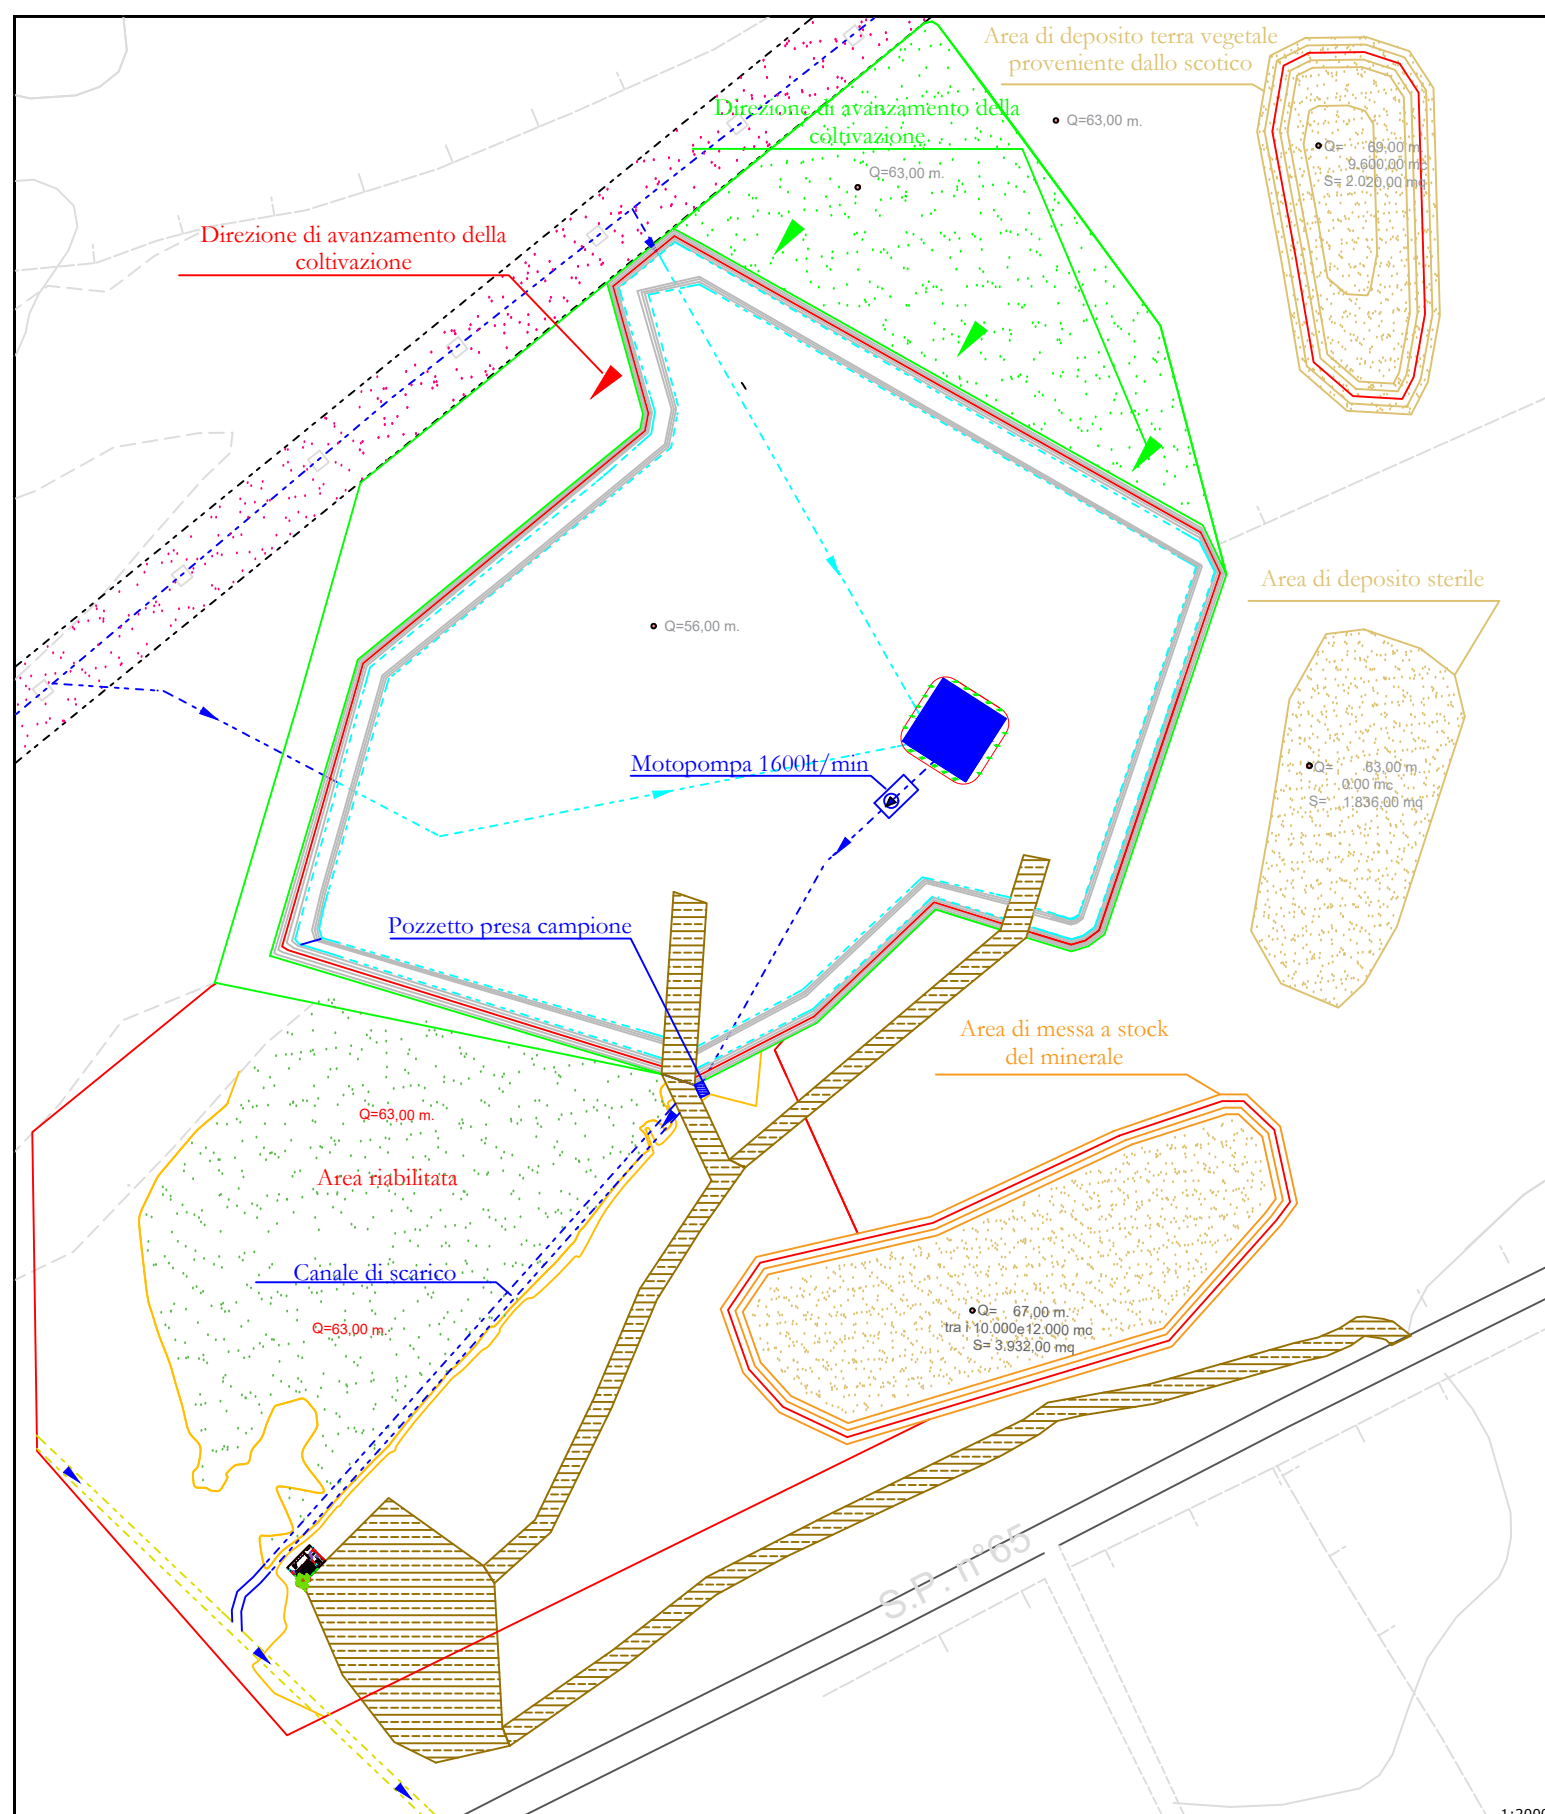 Area di deposito terra vegetale
proveniente dallo scotico
Direzione di avanzamento della
coltivazione
Q=63,00 m.
Q= 69,00 m.
9.600,00 mc
S= 2.020,00 mq
Q=63,00 m.
Direzione di avanzamento della
coltivazione
Area di deposito sterile
Q=56,00 m.
Motopompa 1600lt/min
Q= 63,00 m.
0.00 mc
S= 1.836,00 mq
Pozzetto presa campione
Area di messa a stock
del minerale
Q=63,00 m.
Area riabilitata
Canale di scarico
Q=63,00 m.
Q= 67,00 m.
tra i 10.000e12.000 mc
S= 3.932,00 mq
S.P. n°65